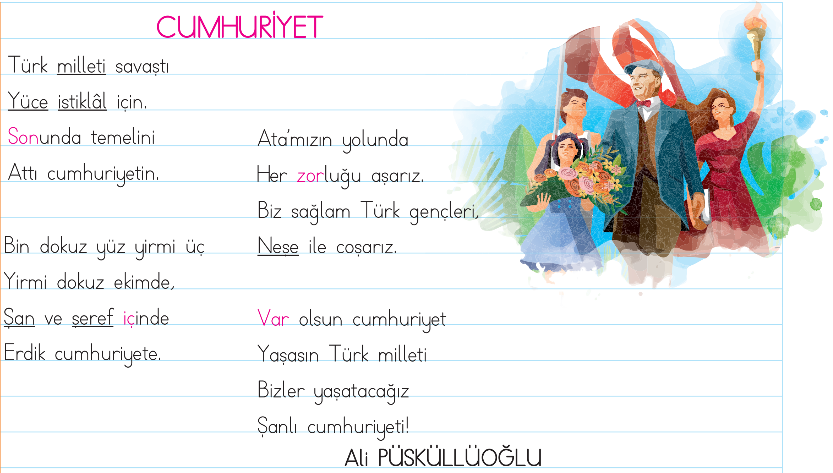 CUMHURİYET
Türk milleti savaştı
Yüce istiklâl için.
Sonunda temelini
Attı cumhuriyetin.
Bin dokuz yüz yirmi üç
Yirmi dokuz ekimde,
Şan ve şeref içinde
Erdik cumhuriyete.
Ata'mızın yolunda
Her zorluğu aşarız.
Biz sağlam Türk gençleri,
Neşe ile coşarız.
Var olsun cumhuriyet
Yaşasın Türk milleti
Bizler yaşatacağız
Şanlı cumhuriyeti!
Ali PÜSKÜLLÜOĞLU